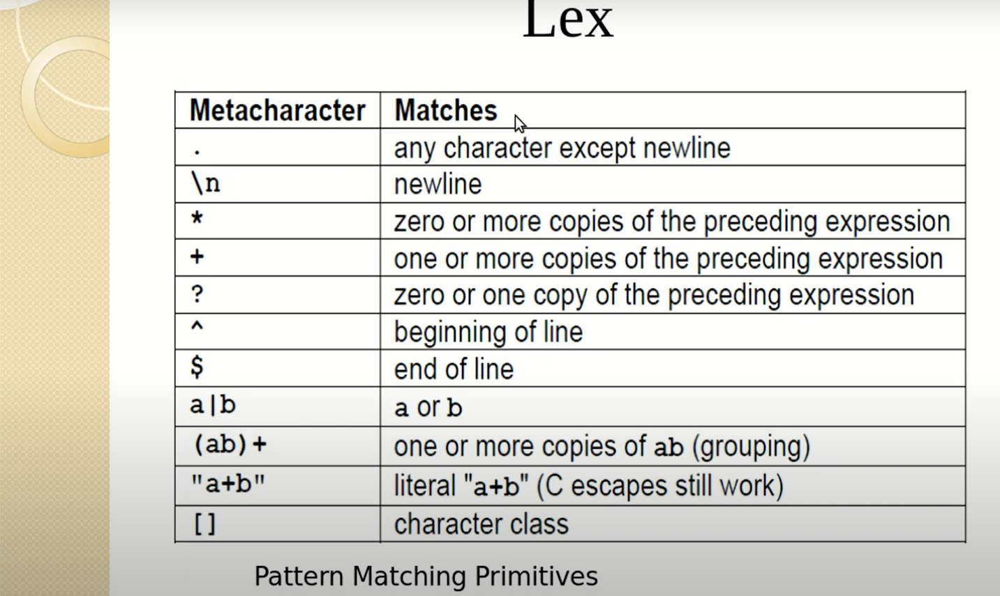 Lex
Metacharacter Matches
. any character except newline
\n newline
* zero or more copies of the preceding expression
+ one or more copies of the preceding expression
? zero or one copy of the preceding expression
^ beginning of line
$ end of line
a|b a or b
(ab)+ one or more copies of ab (grouping)
"a+b" literal "a+b" (C escapes still work)
[] character class
Pattern Matching Primitives